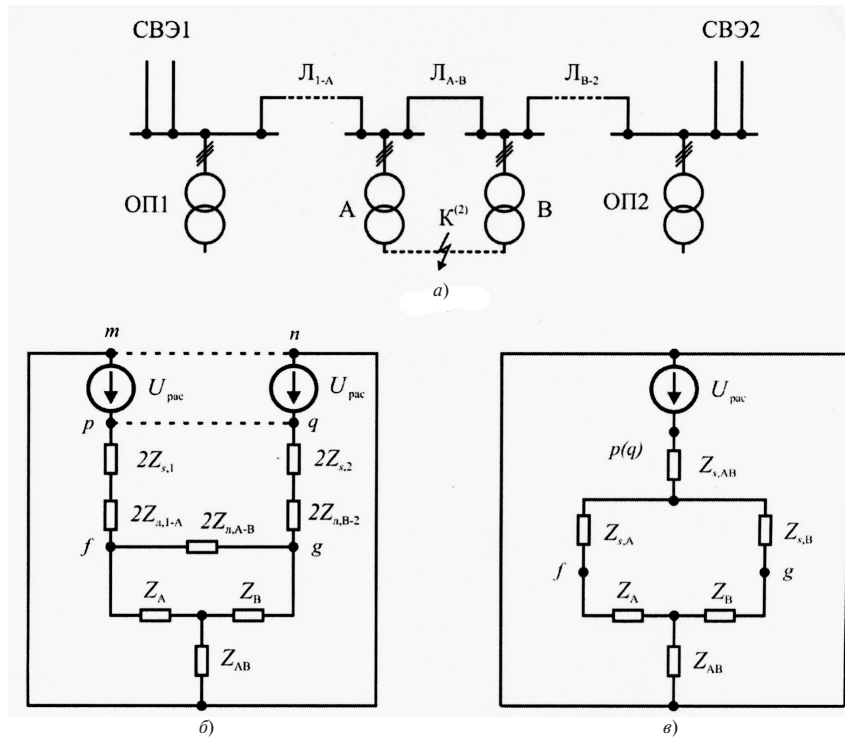 СВЭ1 СВЭ2
Л1-А ЛА-В ЛВ-2
ОП1 А К(2) В ОП2
а)
m n
Uрас Uрас Uрас
p q p(q)
2Zs,1 2Zs,2 Zs,АВ
2Zл,1-А 2Zл,А-В 2Zл,В-2 Zs,А Zs,В
f g f g
ZА ZВ ZА ZВ
ZАВ ZАВ
б) в)